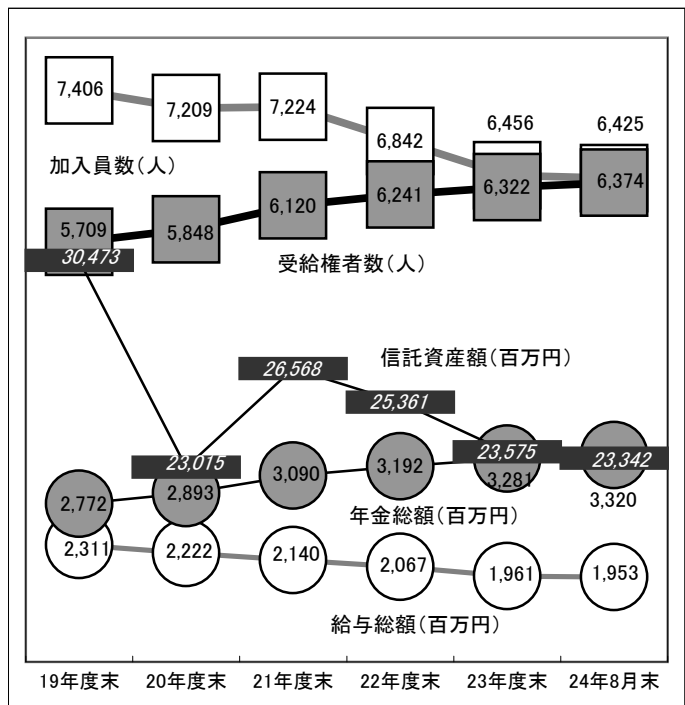 7,406 7,209 7,224 6,842 6,456 6,425
加入員数（人）
5,709 5,848 6,120 6,241 6,322 6,374
受給権者数（人）
30,473 23,015 26,568 25,361 23,575 23,342
信託資産額（百万円）
2,772 2,893 3,090 3,192 3,281 3,320
年金総額（百万円）
2,311 2,222 2,140 2,067 1,961 1,953
給与総額（百万円）
19年度末 20年度末 21年度末 22年度末 23年度末 24年8月末